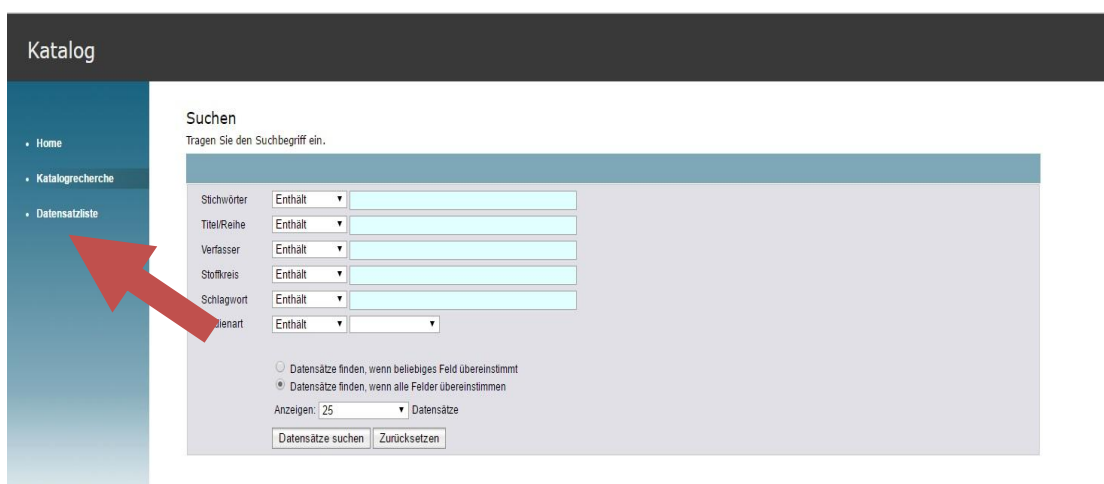 Katalog
Home
Katalogrecherche
Datensatzliste
Suchen
Tragen Sie den Suchbegriff ein.
Stichwörter Enthält
Titel/Reihe Enthält
Verfasser Enthält
Stoffkreis Enthält
Schlagwort Enthält
dienart Enthält
Datensätze finden, wenn beliebiges Feld übereinstimmt
Datensätze finden, wenn alle Felder übereinstimmen
Anzeigen: 25 Datensätze
Datensätze suchen Zurücksetzen